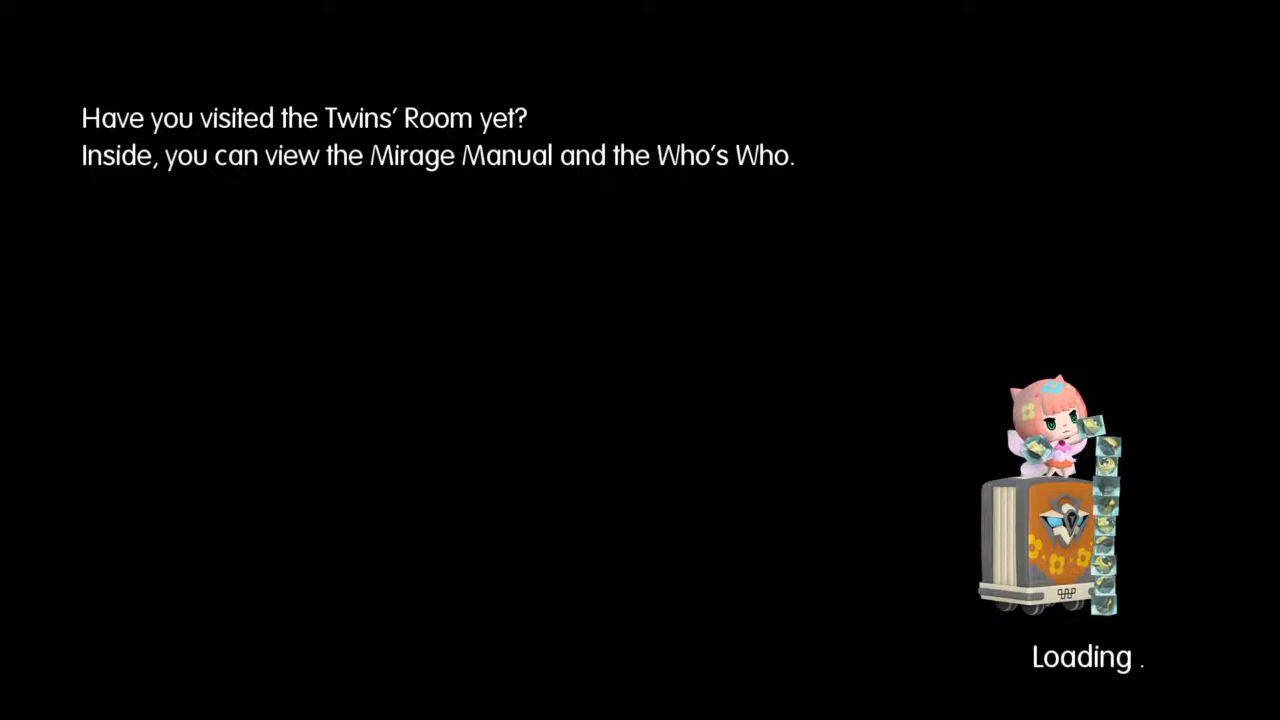 Have you visited the Twins’ Room yet?
Inside, you can view the Mirage Manual and the Who’s Who.
Loading .